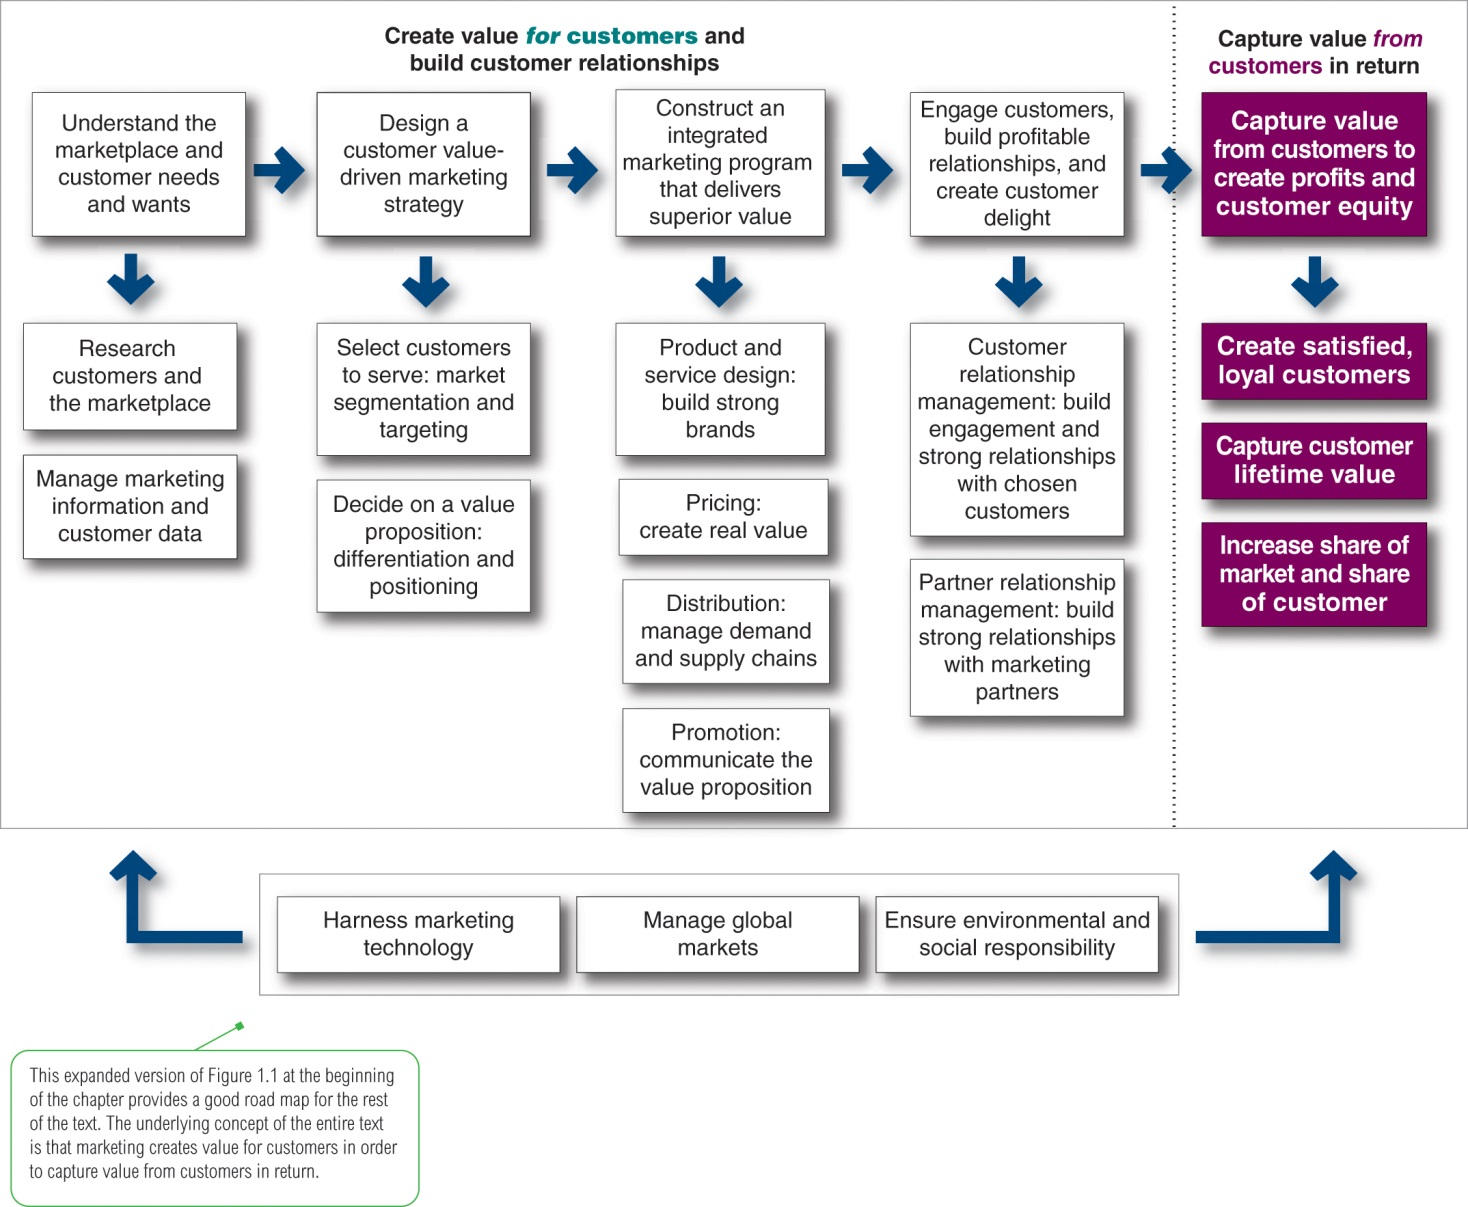 Create value for customers and
build customer relationships
Capture value from
customers in return
Understand the
marketplace and
customer needs
and wants
Design a
customer value-
driven marketing
strategy
Construct an
integrated
marketing program
that delivers
superior value
Engage customers,
build profitable
relationships, and
create customer
delight
Capture value
from customers to
create profits and
customer equity
Research
customers and
the marketplace
Manage marketing
information and
customer data
Select customers
to serve: market
segmentation and
targeting
Decide on a value
proposition:
differentiation and
positioning
Product and
service design:
build strong
brands
Pricing:
create real value
Distribution:
manage demand
and supply chains
Promotion:
communicate the
value proposition
Customer
relationship
management: build
engagement and
strong relationships
with chosen
customers
Partner relationship
management: build
strong relationships
with marketing
partners
Create satisfied,
loyal customers
Capture customer
lifetime value
Increase share of
market and share
of customer
Harness marketing
technology
Manage global
markets
Ensure environmental and
social responsibility
This expanded version of Figure 1.1 at the beginning
of the chapter provides a good road map for the rest
of the text. The underlying concept of the entire text
is that marketing creates value for customers in order
to capture value from customers in return.